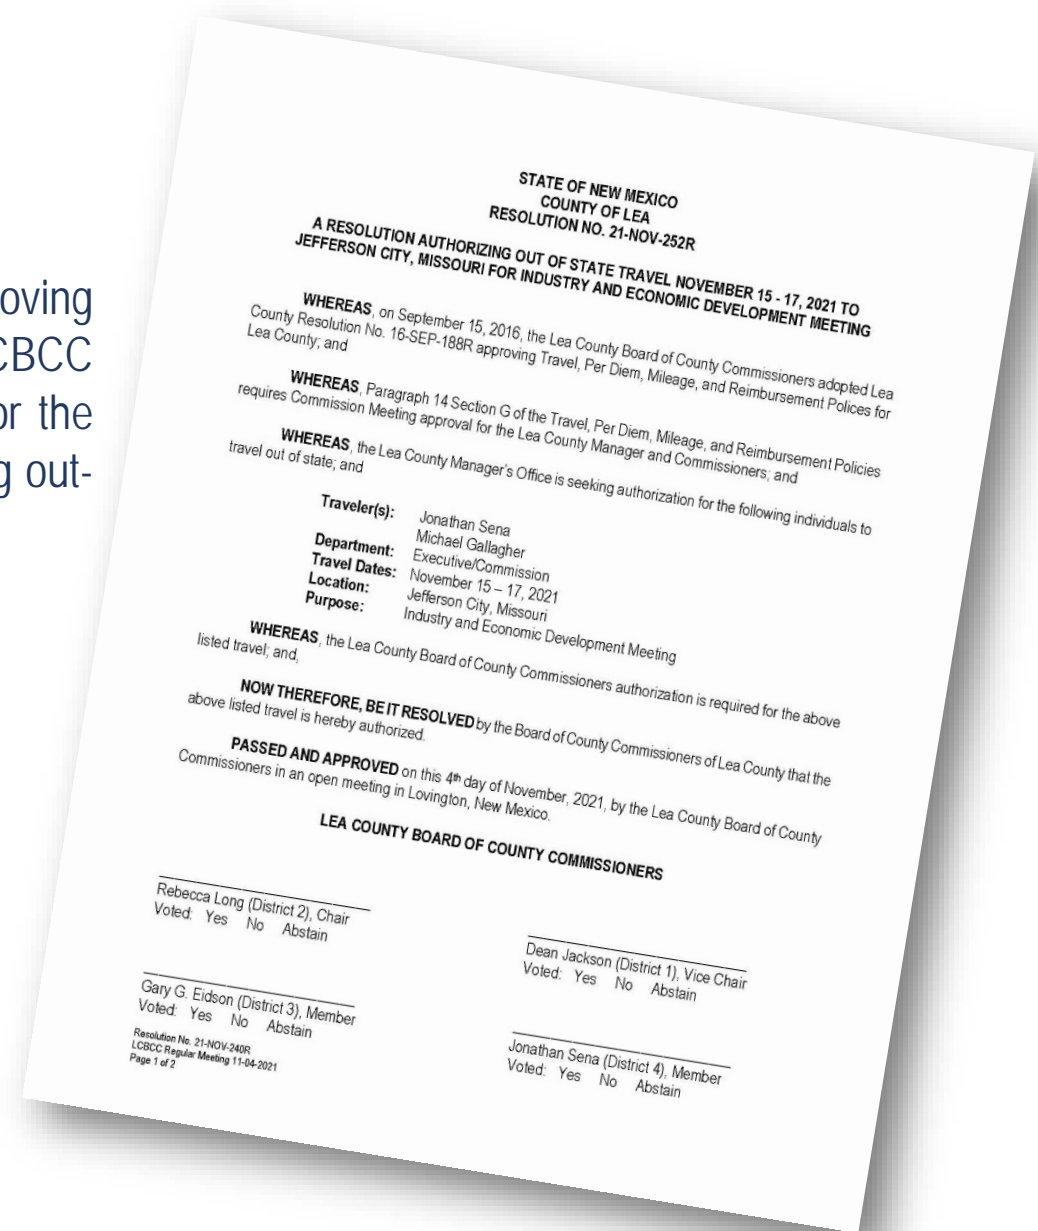 oving
CBCC
or the
g out-
STATE OF NEW MEXICO
COUNTY OF LEA
RESOLUTION NO. 21-NOV-252R
A RESOLUTION AUTHORIZING OUT OF STATE TRAVEL NOVEMBER 15 - 17, 2021 TO
JEFFERSON CITY, MISSOURI FOR INDUSTRY AND ECONOMIC DEVELOPMENT MEETING
WHEREAS, on September 15, 2016, the Lea County Board of County Commissioners adopted Lea
County Resolution No. 16-SEP-188R approving Travel, Per Diem, Mileage, and Reimbursement Polices for
Lea County; and
WHEREAS, Paragraph 14 Section G of the Travel, Per Diem, Mileage, and Reimbursement Policies
requires Commission Meeting approval for the Lea County Manager and Commissioners; and
WHEREAS, the Lea County Manager's Office is seeking authorization for the following individuals to
travel out of state; and
Traveler(s): Jonathan Sena
Michael Gallagher
Department: Executive/Commission
Travel Dates: November 15 – 17, 2021
Location: Jefferson City, Missouri
Purpose: Industry and Economic Development Meeting
WHEREAS, the Lea County Board of County Commissioners authorization is required for the above
listed travel; and,
NOW THEREFORE, BE IT RESOLVED by the Board of County Commissioners of Lea County that the
above listed travel is hereby authorized.
PASSED AND APPROVED on this 4th day of November, 2021, by the Lea County Board of County
Commissioners in an open meeting in Lovington, New Mexico.
LEA COUNTY BOARD OF COUNTY COMMISSIONERS
Rebecca Long (District 2), Chair
Voted: Yes No Abstain
Dean Jackson (District 1), Vice Chair
Voted: Yes No Abstain
Gary G. Eidson (District 3), Member
Voted: Yes No Abstain
Jonathan Sena (District 4), Member
Voted: Yes No Abstain
Resolution No. 21-NOV-240R
LCBCC Regular Meeting 11-04-2021
Page 1 of 2